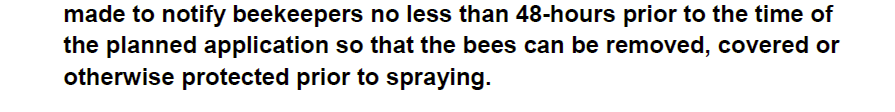 made to notify beekeepers no less than 48-hours prior to the time of
the planned application so that the bees can be removed, covered or
otherwise protected prior to spraying.